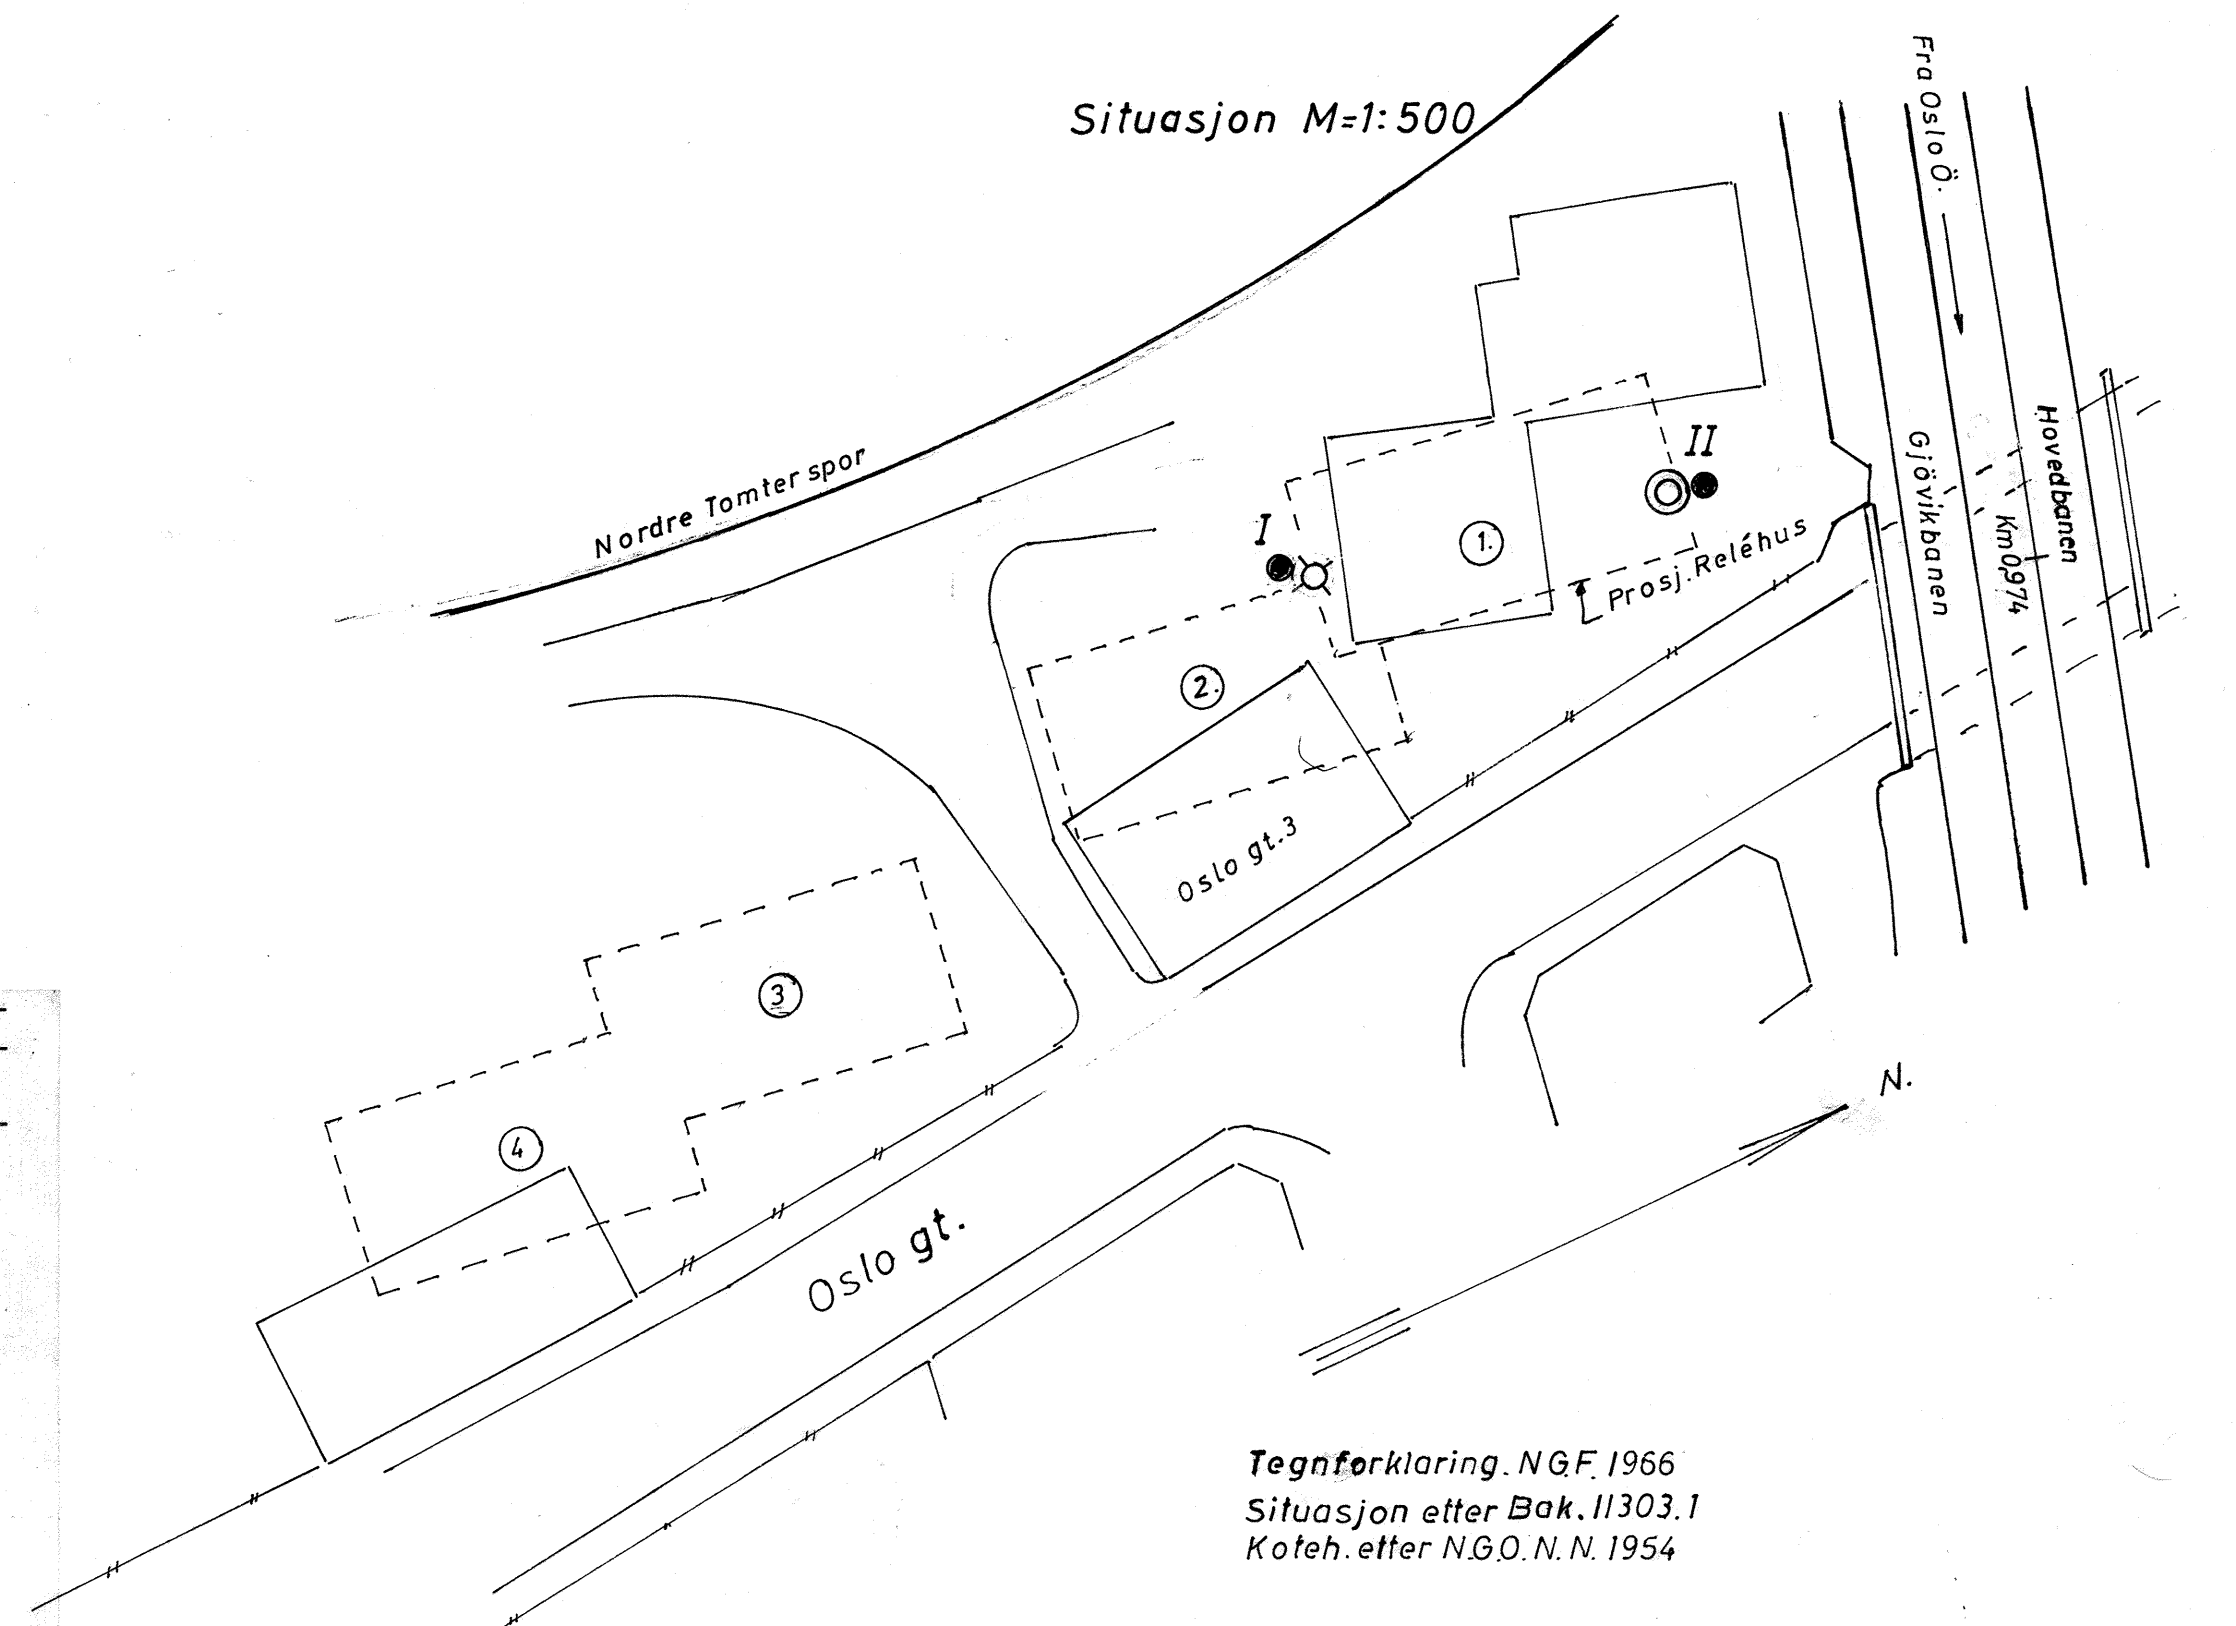 Situasjon M=1:500
Fra Oslo Ö.
Nordre Tomter spor
Gjövikbanen
Km 0,974
Hovedbanen
I
II
1.
Prosj. Reléhus
2.
Oslo gt. 3
3
4
Oslo gt.
N.
Tegnforklaring. N.G.F. 1966
Situasjon etter Bak. 11303.1
Koteh. etter N.G.O. N.N. 1954